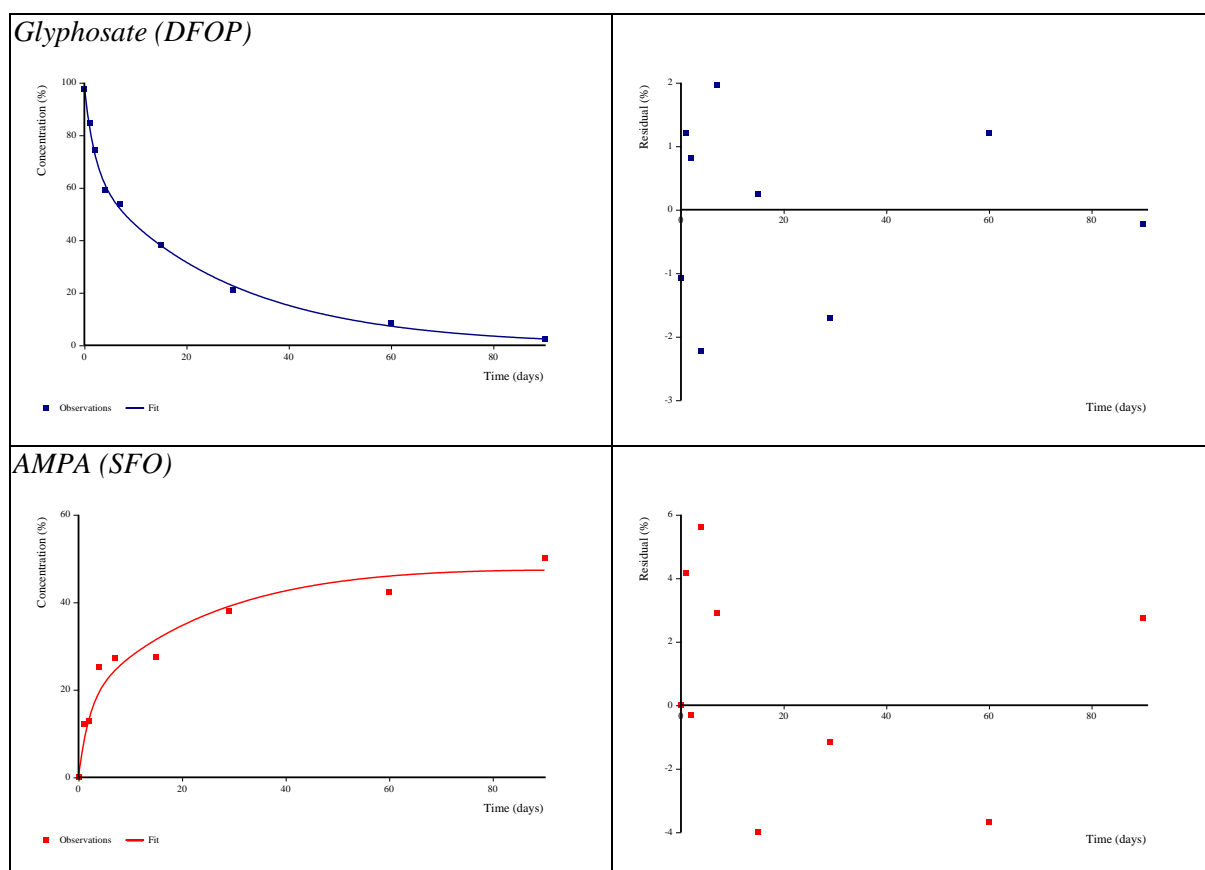 Glyphosate (DFOP)
Concentration (%)
100
80
60
40
20
0
0 20 40 60 80
Time (days)
Observations Fit
Residual (%)
2
1
0
-1
-2
-3
0 20 40 60 80
Time (days)
AMPA (SFO)
Concentration (%)
60
40
20
0
0 20 40 60 80
Time (days)
Observations Fit
Residual (%)
6
4
2
0
-2
-4
0 20 40 60 80
Time (days)